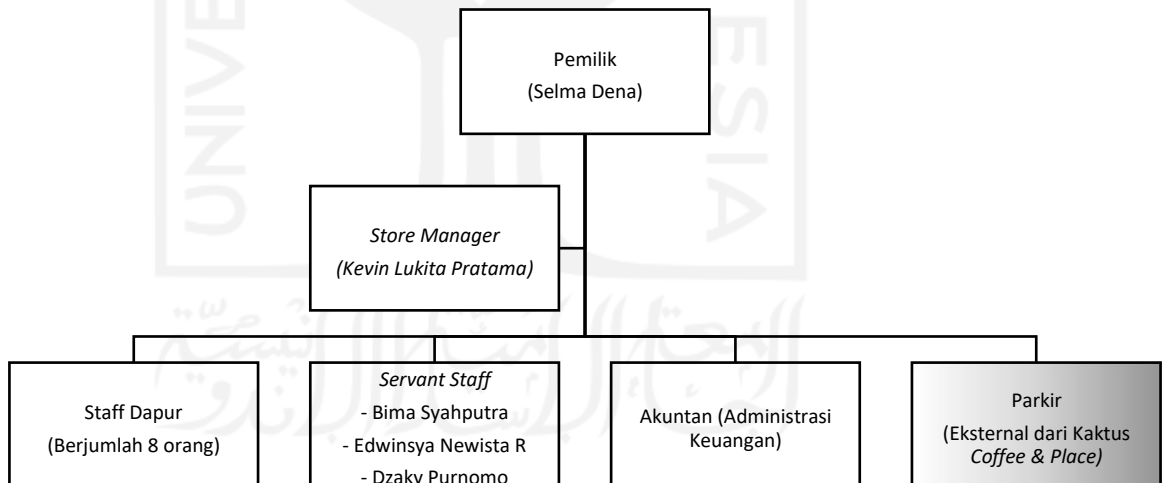 Pemilik
(Selma Dena)
Store Manager
(Kevin Lukita Pratama)
Staff Dapur
(Berjumlah 8 orang)
Servant Staff
- Bima Syahputra
- Edwinsya Newista R
- Dzaky Purnomo
Akuntan (Administrasi
Keuangan)
Parkir
(Eksternal dari Kaktus
Coffee & Place)